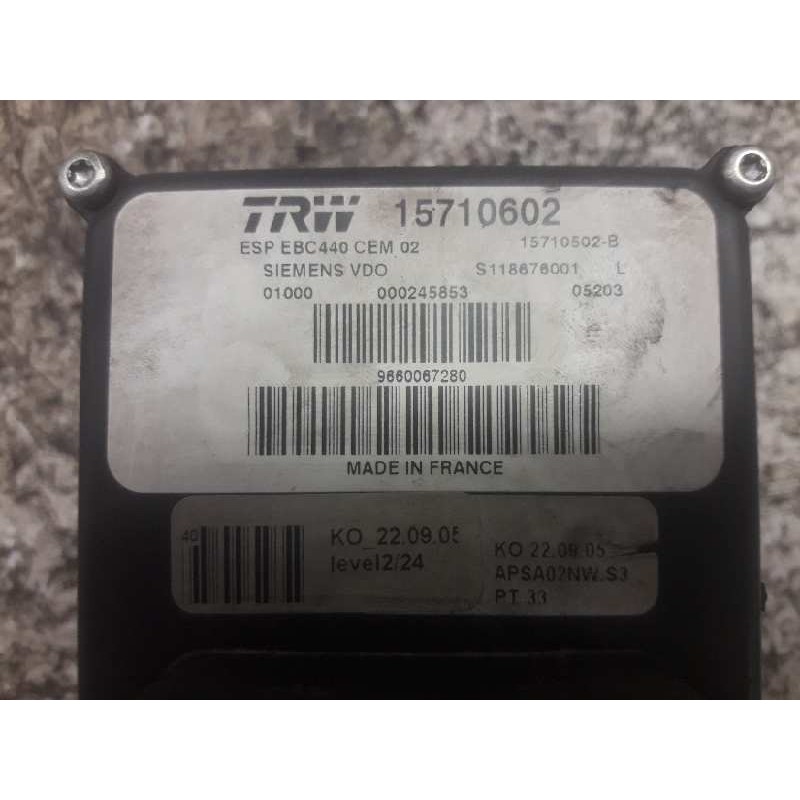 TRW 15710602
ESP EBC440 CEM 02 15710502-B
SIEMENS VDO S118676001 L
01000 000245853 05203
9660067280
MADE IN FRANCE
40
KO_22.09.05
level2/24
KO 22.09.05
APSA02NW.S3
PT 33